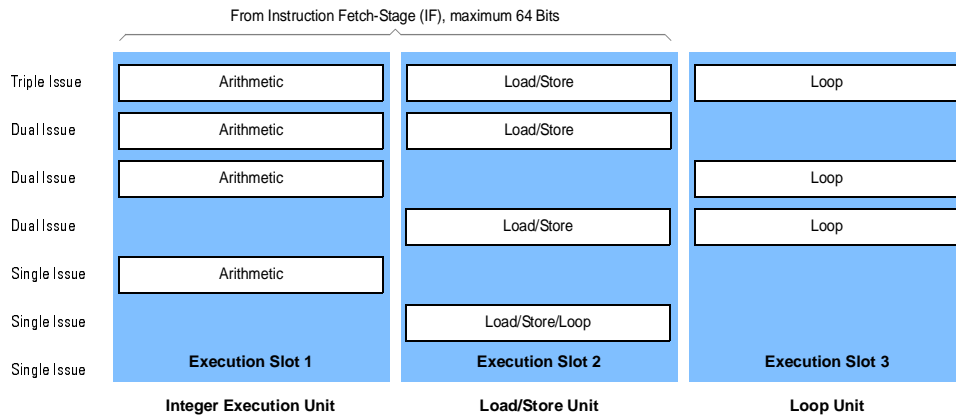 From Instruction Fetch-Stage (IF), maximum 64 Bits
Triple Issue Arithmetic Load/Store Loop
Dual Issue Arithmetic Load/Store
Dual Issue Arithmetic Loop
Dual Issue Load/Store Loop
Single Issue Arithmetic
Single Issue Load/Store/Loop
Single Issue Execution Slot 1 Execution Slot 2 Execution Slot 3
Integer Execution Unit Load/Store Unit Loop Unit